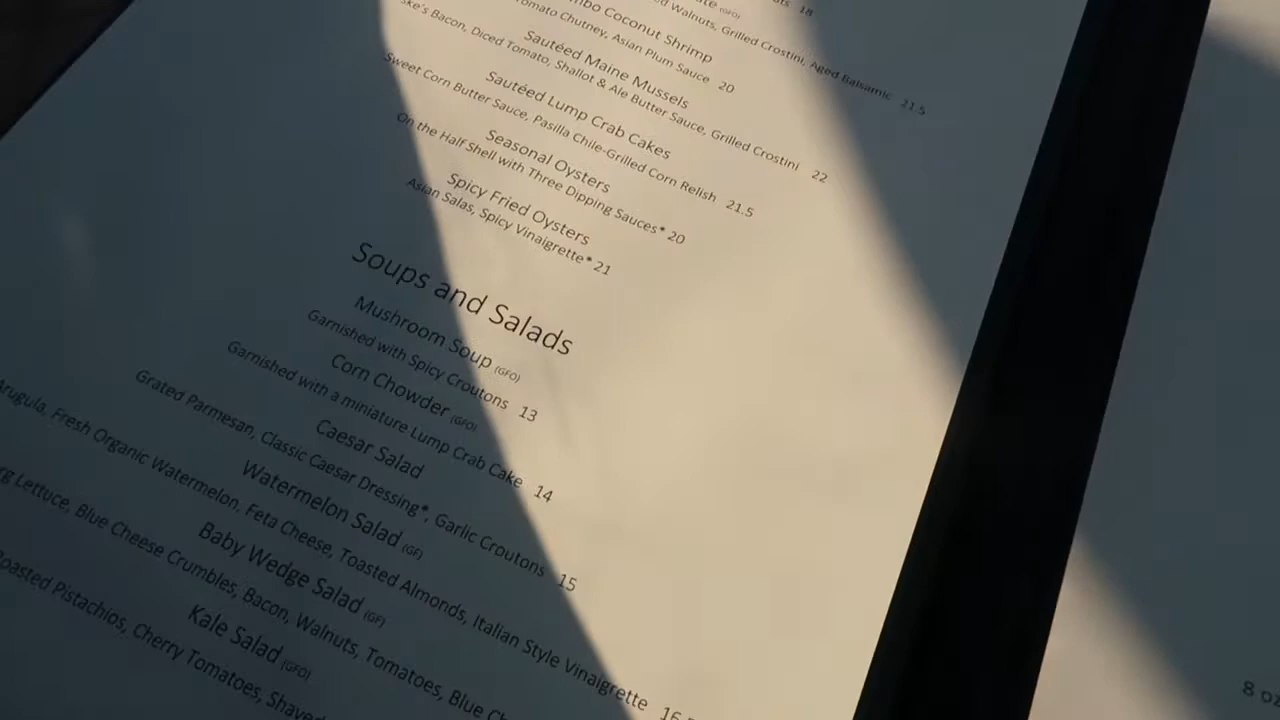 18
Walnuts, Grilled Crostini, Aged Balsamic 21.5
Coconut Shrimp
Tomato Chutney, Asian Plum Sauce 20
Sautéed Maine Mussels
Bacon, Diced Tomato, Shallot & Ale Butter Sauce, Grilled Crostini 22
Sautéed Lump Crab Cakes
Sweet Corn Butter Sauce, Pasilla Chile-Grilled Corn Relish 21.5
Seasonal Oysters
On the Half Shell with Three Dipping Sauces* 20
Spicy Fried Oysters
Asian Salas, Spicy Vinaigrette* 21
Soups and Salads
Mushroom Soup (GFO)
Garnished with Spicy Croutons 13
Corn Chowder (GFO)
Garnished with a miniature Lump Crab Cake 14
Caesar Salad
Grated Parmesan, Classic Caesar Dressing*, Garlic Croutons 15
Watermelon Salad (GF)
Arugula, Fresh Organic Watermelon, Feta Cheese, Toasted Almonds, Italian Style Vinaigrette 16.5
Baby Wedge Salad (GF)
Lettuce, Blue Cheese Crumbles, Bacon, Walnuts, Tomatoes, Blue
Kale Salad (GFO)
Roasted Pistachios, Cherry Tomatoes,
8 oz